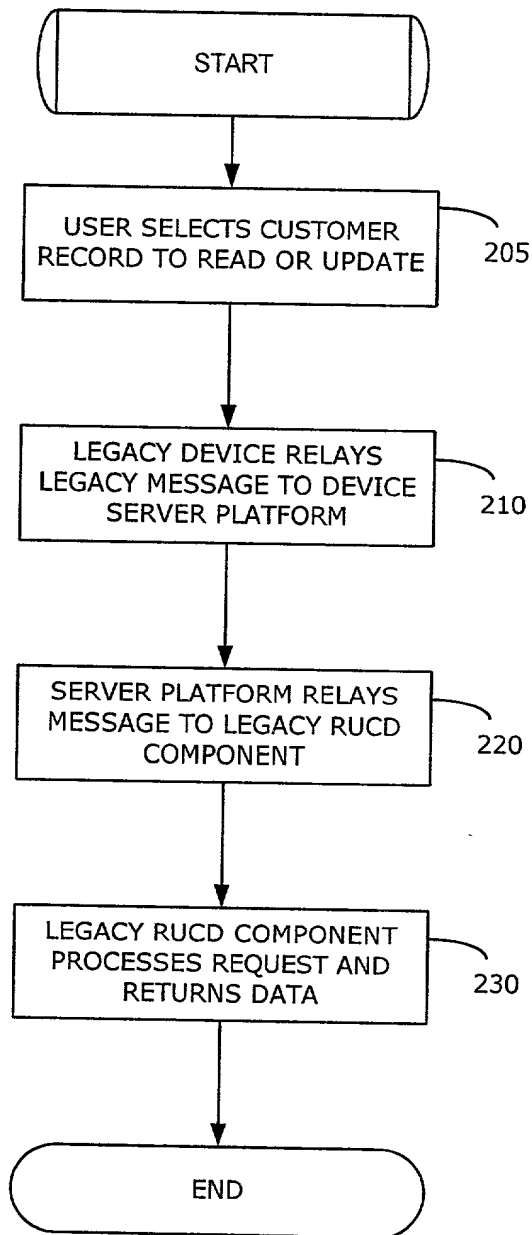 START
USER SELECTS CUSTOMER
RECORD TO READ OR UPDATE
205
LEGACY DEVICE RELAYS
LEGACY MESSAGE TO DEVICE
SERVER PLATFORM
210
SERVER PLATFORM RELAYS
MESSAGE TO LEGACY RUCD
COMPONENT
220
LEGACY RUCD COMPONENT
PROCESSES REQUEST AND
RETURNS DATA
230
END